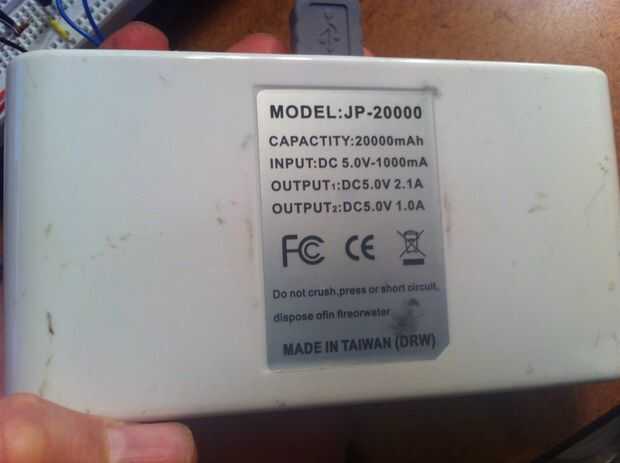 MODEL:JP-20000
CAPACTITY:20000mAh
INPUT:DC 5.0V-1000mA
OUTPUT₁:DC5.0V 2.1A
OUTPUT₂:DC5.0V 1.0A
FC CE
Do not crush,press or short circuit,
dispose ofin fireorwater
MADE IN TAIWAN (DRW)